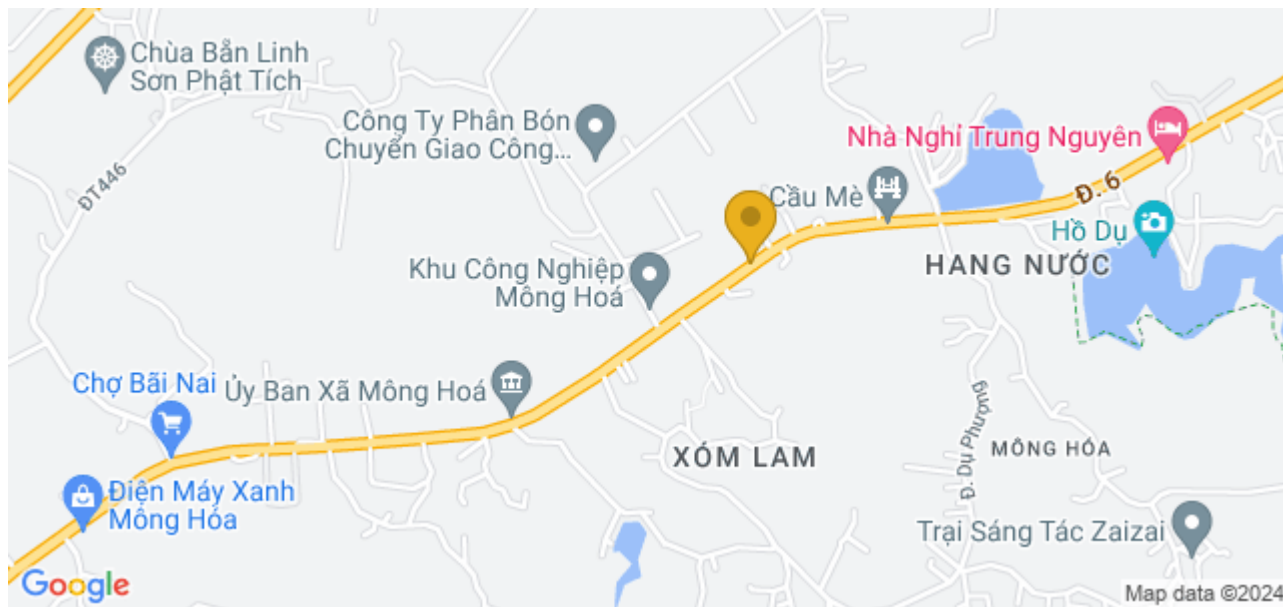 Chùa Bẵn Linh
Sơn Phật Tích
Công Ty Phân Bón
Chuyển Giao Công...
Nhà Nghỉ Trung Nguyên
ĐT446
Cầu Mè
Đ. 6
Hồ Dụ
HANG NƯỚC
Khu Công Nghiệp
Mông Hoá
Chợ Bãi Nai
Ủy Ban Xã Mông Hoá
Đ. Dụ Phượng
XÓM LAM
MÔNG HÓA
Điện Máy Xanh
Mông Hóa
Trại Sáng Tác Zaizai
Google
Map data ©2024